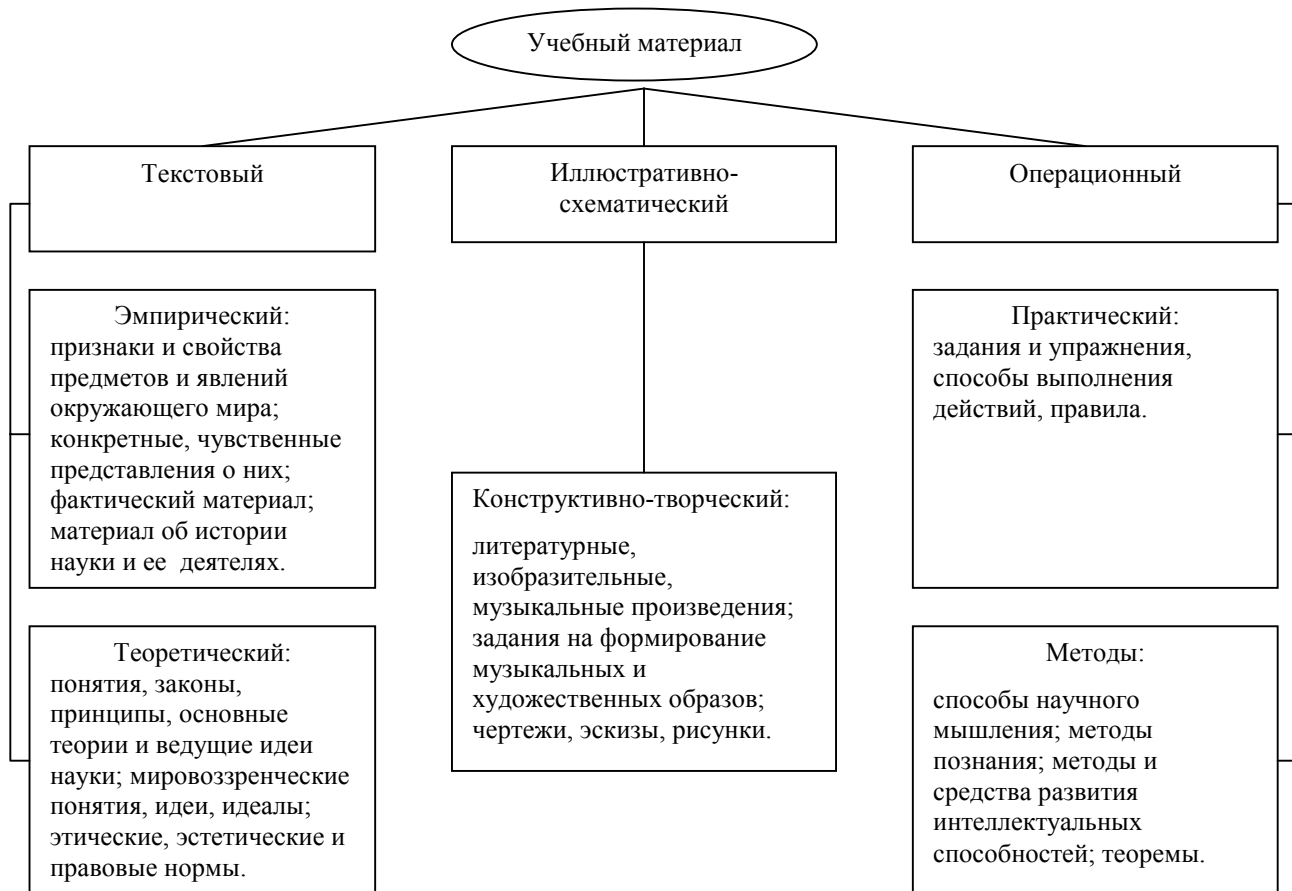 Учебный материал
Текстовый
Иллюстративно-
схематический
Операционный
Эмпирический:
признаки и свойства
предметов и явлений
окружающего мира;
конкретные, чувственные
представления о них;
фактический материал;
материал об истории
науки и ее деятелях.
Теоретический:
понятия, законы,
принципы, основные
теории и ведущие идеи
науки; мировоззренческие
понятия, идеи, идеалы;
этические, эстетические и
правовые нормы.
Конструктивно-творческий:
литературные,
изобразительные,
музыкальные произведения;
задания на формирование
музыкальных и
художественных образов;
чертежи, эскизы, рисунки.
Практический:
задания и упражнения,
способы выполнения
действий, правила.
Методы:
способы научного
мышления; методы
познания; методы и
средства развития
интеллектуальных
способностей; теоремы.